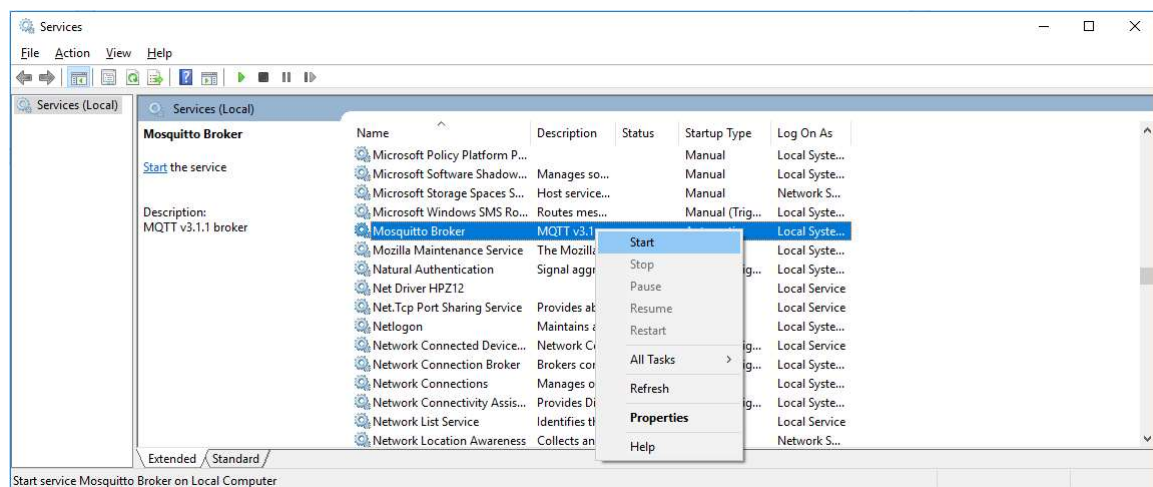 Services
File Action View Help
Services (Local)
Services (Local)
Mosquitto Broker
Start the service
Description:
MQTT v3.1.1 broker
Name Description Status Startup Type Log On As
Microsoft Policy Platform P... Manual Local Syste...
Microsoft Software Shadow... Manages so... Manual Local Syste...
Microsoft Storage Spaces S... Host service... Manual Network S...
Microsoft Windows SMS Ro... Routes mes... Manual (Trig... Local Syste...
Mosquitto Broker MQTT v3.1 Local Syste...
Mozilla Maintenance Service The Mozill Local Syste...
Natural Authentication Signal aggr ig... Local Syste...
Net Driver HPZ12 Local Service
Net.Tcp Port Sharing Service Provides ab Local Service
Netlogon Maintains a Local Syste...
Network Connected Device... Network Co ig... Local Service
Network Connection Broker Brokers cor ig... Local Syste...
Network Connections Manages o Local Syste...
Network Connectivity Assis... Provides Di ig... Local Syste...
Network List Service Identifies th Local Service
Network Location Awareness Collects an Network S...
Start
Stop
Pause
Resume
Restart
All Tasks >
Refresh
Properties
Help
Extended Standard
Start service Mosquitto Broker on Local Computer